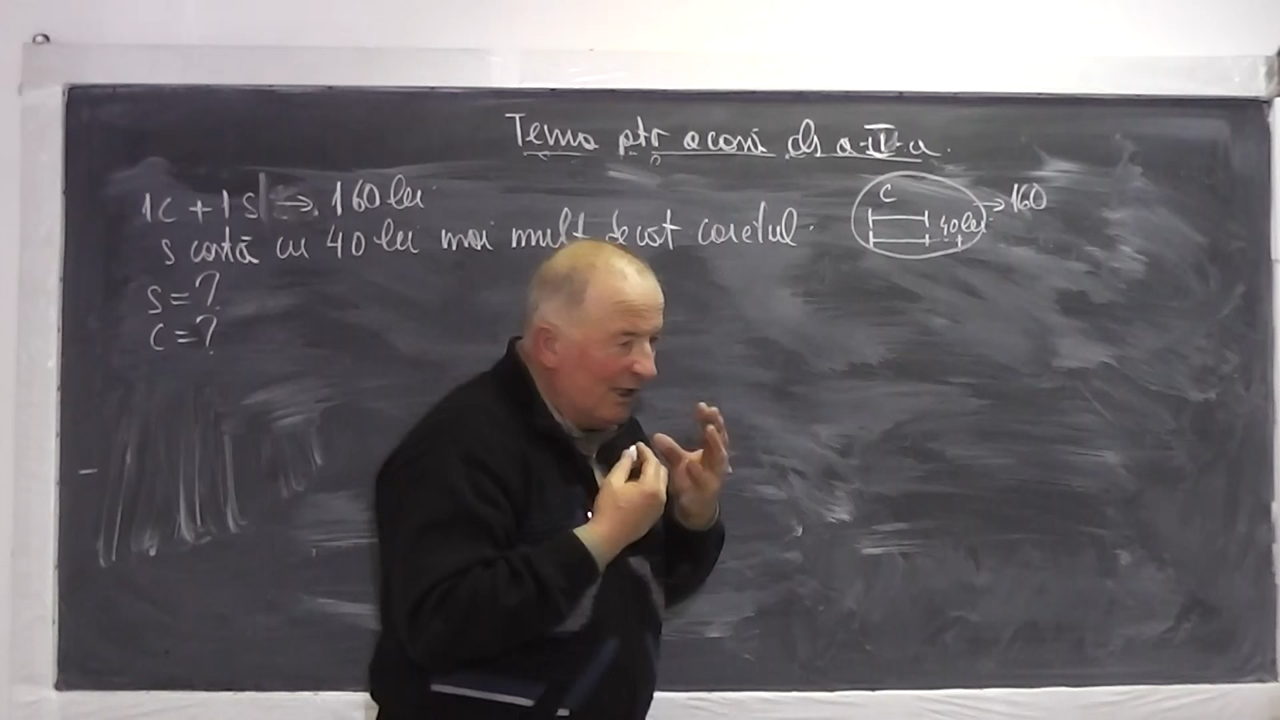 Tema ptr acasă cls a-IV-a.
1c + 1s → 160 lei
s costă cu 40 lei mai mult decât caietul.
s = ?
c = ?
c
40 lei
→ 160